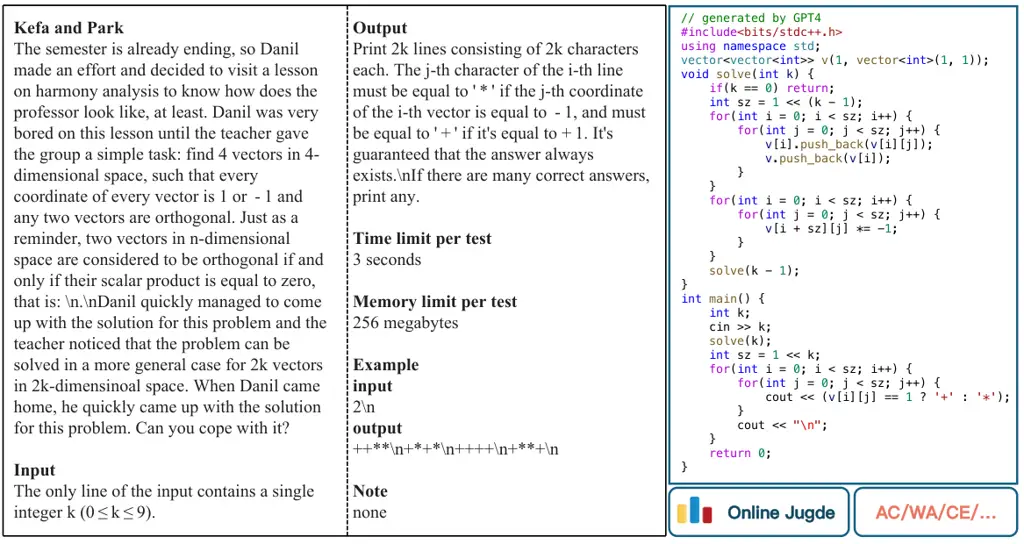 Kefa and Park
The semester is already ending, so Danil
made an effort and decided to visit a lesson
on harmony analysis to know how does the
professor look like, at least. Danil was very
bored on this lesson until the teacher gave
the group a simple task: find 4 vectors in 4-
dimensional space, such that every
coordinate of every vector is 1 or  - 1 and
any two vectors are orthogonal. Just as a
reminder, two vectors in n-dimensional
space are considered to be orthogonal if and
only if their scalar product is equal to zero,
that is: \n.\nDanil quickly managed to come
up with the solution for this problem and the
teacher noticed that the problem can be
solved in a more general case for 2k vectors
in 2k-dimensinoal space. When Danil came
home, he quickly came up with the solution
for this problem. Can you cope with it?
Input
The only line of the input contains a single
integer k (0 ≤ k ≤ 9).
Output
Print 2k lines consisting of 2k characters
each. The j-th character of the i-th line
must be equal to ' * ' if the j-th coordinate
of the i-th vector is equal to  - 1, and must
be equal to ' + ' if it's equal to + 1. It's
guaranteed that the answer always
exists.\nIf there are many correct answers,
print any.
Time limit per test
3 seconds
Memory limit per test
256 megabytes
Example
input
2\n
output
++**\n+*+*\n++++\n+**+\n
Note
none
// generated by GPT4
#include<bits/stdc++.h>
using namespace std;
vector<vector<int>> v(1, vector<int>(1, 1));
void solve(int k) {
    if(k == 0) return;
    int sz = 1 << (k - 1);
    for(int i = 0; i < sz; i++) {
        for(int j = 0; j < sz; j++) {
            v[i].push_back(v[i][j]);
            v.push_back(v[i]);
        }
    }
    for(int i = 0; i < sz; i++) {
        for(int j = 0; j < sz; j++) {
            v[i + sz][j] *= -1;
        }
    }
    solve(k - 1);
}
int main() {
    int k;
    cin >> k;
    solve(k);
    int sz = 1 << k;
    for(int i = 0; i < sz; i++) {
        for(int j = 0; j < sz; j++) {
            cout << (v[i][j] == 1 ? '+' : '*');
        }
        cout << "\n";
    }
    return 0;
}
Online Jugde
AC/WA/CE/...